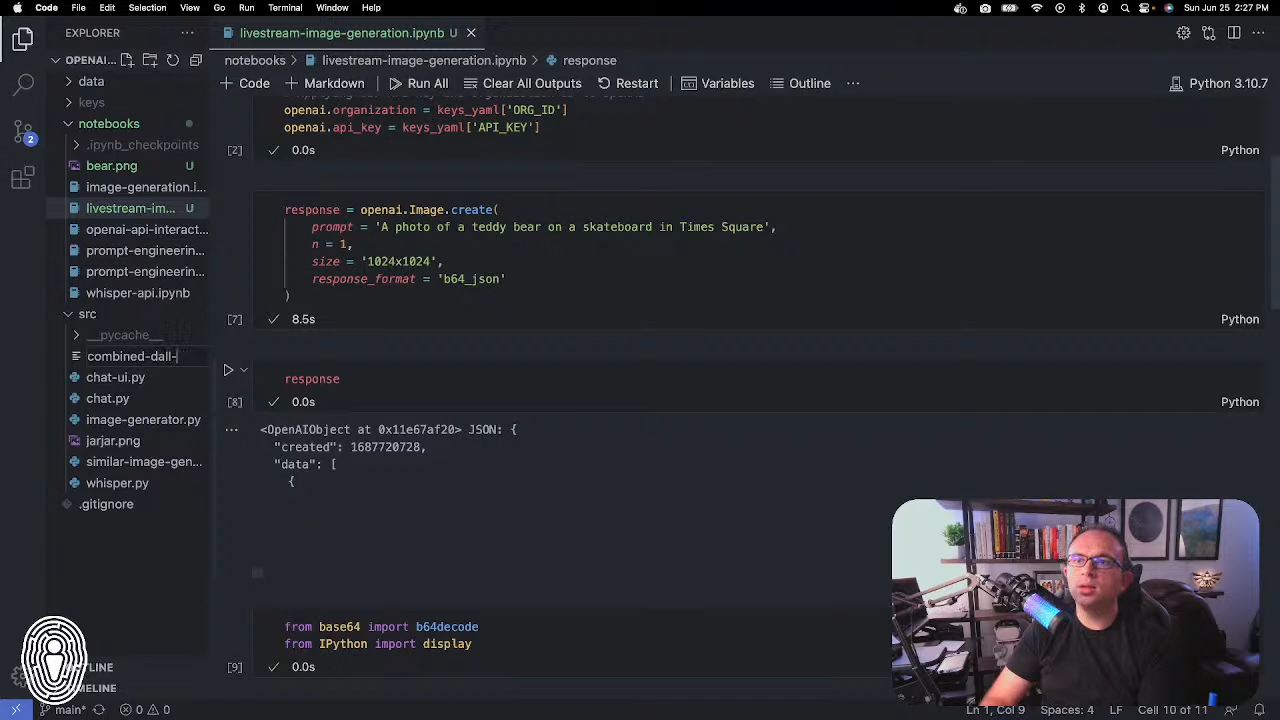 Code File Edit Selection View Go Run Terminal Window Help Sun Jun 25 2:27 PM
EXPLORER
livestream-image-generation.ipynb U
OPENAI...
notebooks > livestream-image-generation.ipynb > response
data
Code Markdown Run All Clear All Outputs Restart Variables Outline Python 3.10.7
keys
notebooks
openai.organization = keys_yaml['ORG_ID']
openai.api_key = keys_yaml['API_KEY']
.ipynb_checkpoints
[2] 0.0s Python
bear.png U
image-generation.i...
livestream-im... U
response = openai.Image.create(
openai-api-interact...
prompt = 'A photo of a teddy bear on a skateboard in Times Square',
n = 1,
prompt-engineerin...
size = '1024x1024',
prompt-engineerin...
response_format = 'b64_json'
whisper-api.ipynb
)
src
[7] 8.5s Python
__pycache__
combined-dall-
chat-ui.py
response
chat.py
[8] 0.0s Python
image-generator.py
<OpenAIObject at 0x11e67af20> JSON: {
jarjar.png
"created": 1687720728,
similar-image-gen...
"data": [
whisper.py
{
.gitignore
from base64 import b64decode
from IPython import display
[9] 0.0s
TLINE
MELINE
main* 0 0 Ln 1, Col 9 Spaces: 4 LF Cell 10 of 11